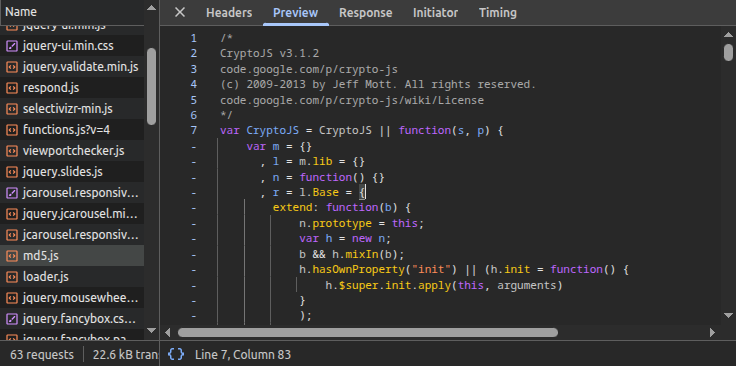 Name
jquery-ui.min.js
jquery-ui.min.css
jquery.validate.min.js
respond.js
selectivizr-min.js
functions.js?v=4
viewportchecker.js
jquery.slides.js
jcarousel.responsiv...
jquery.jcarousel.mi...
jcarousel.responsiv...
md5.js
loader.js
jquery.mousewhee...
jquery.fancybox.cs...
jquery.fancybox.pa...
63 requests
22.6 kB tran
Headers Preview Response Initiator Timing
1 /*
2 CryptoJS v3.1.2
3 code.google.com/p/crypto-js
4 (c) 2009-2013 by Jeff Mott. All rights reserved.
5 code.google.com/p/crypto-js/wiki/License
6 */
7 var CryptoJS = CryptoJS || function(s, p) {
- var m = {}
- , l = m.lib = {}
- , n = function() {}
- , r = l.Base = {
- extend: function(b) {
- n.prototype = this;
- var h = new n;
- b && h.mixIn(b);
- h.hasOwnProperty("init") || (h.init = function() {
- h.$super.init.apply(this, arguments)
- }
- );
{} Line 7, Column 83